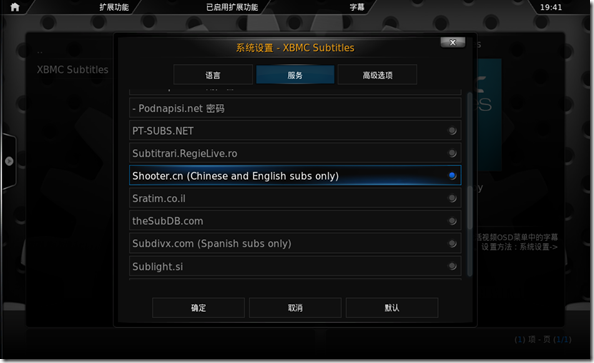 扩展功能 已启用扩展功能 字幕 19:41
..
XBMC Subtitles
系统设置 - XBMC Subtitles
语言 服务 高级选项
- Podnapisi.net 密码
PT-SUBS.NET
Subtitrari.RegieLive.ro
Shooter.cn (Chinese and English subs only)
Sratim.co.il
theSubDB.com
Subdivx.com (Spanish subs only)
Sublight.si
视频OSD菜单中的字幕
设置方法：系统设置->
确定 取消 默认
(1) 项 - 页 (1/1)